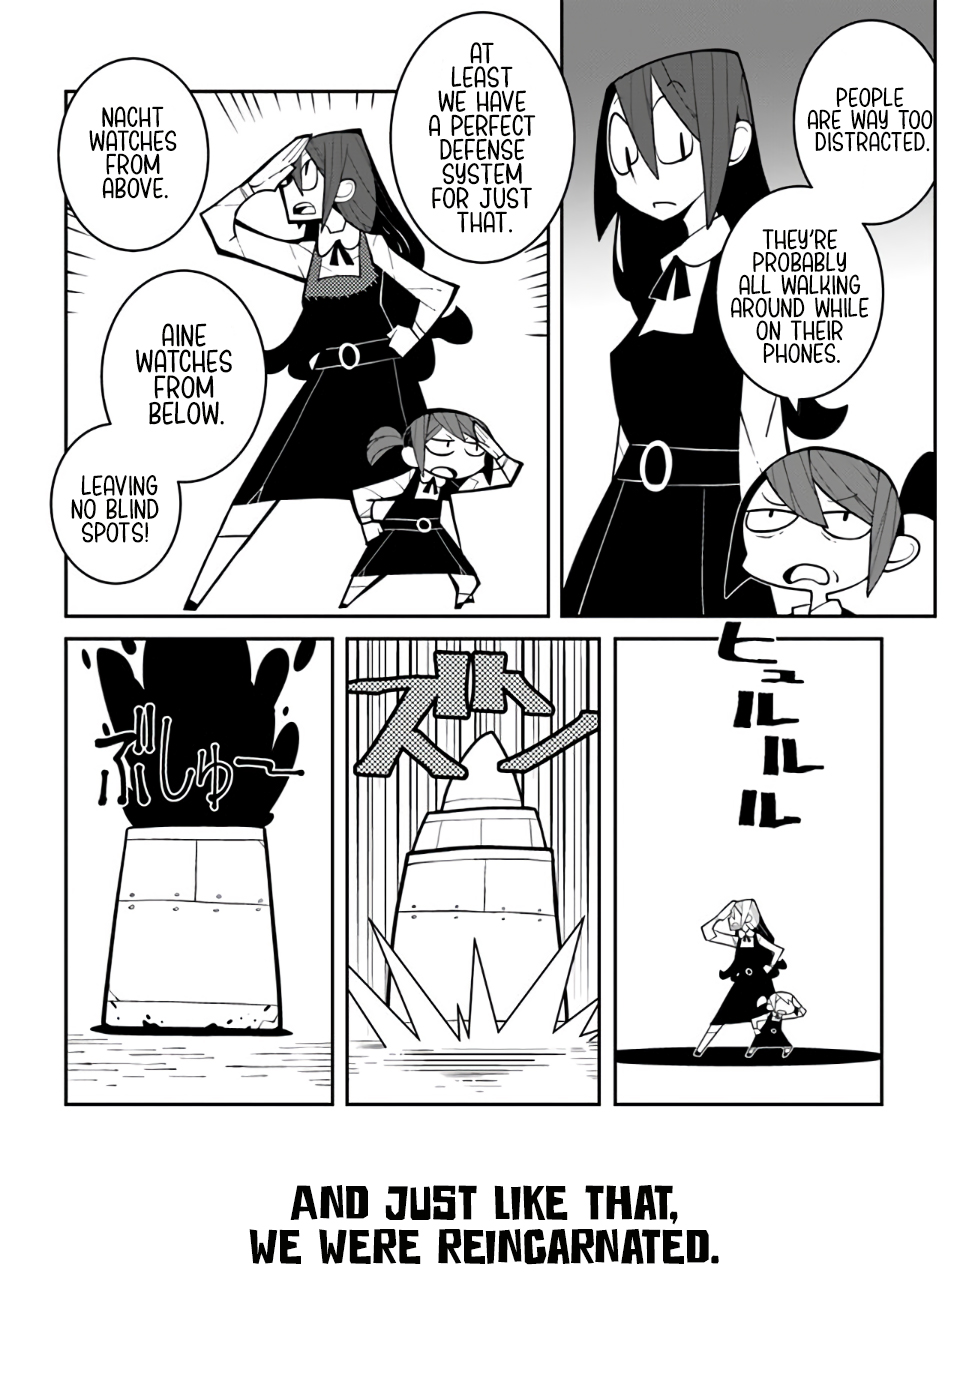 PEOPLE
ARE WAY TOO
DISTRACTED.
THEY'RE
PROBABLY
ALL WALKING
AROUND WHILE
ON THEIR
PHONES.
AT
LEAST
WE HAVE
A PERFECT
DEFENSE
SYSTEM
FOR JUST
THAT.
NACHT
WATCHES
FROM
ABOVE.
AINE
WATCHES
FROM
BELOW.
LEAVING
NO BLIND
SPOTS!
ヒュルルル
ズドン
ぶしゅ〜
AND JUST LIKE THAT,
WE WERE REINCARNATED.